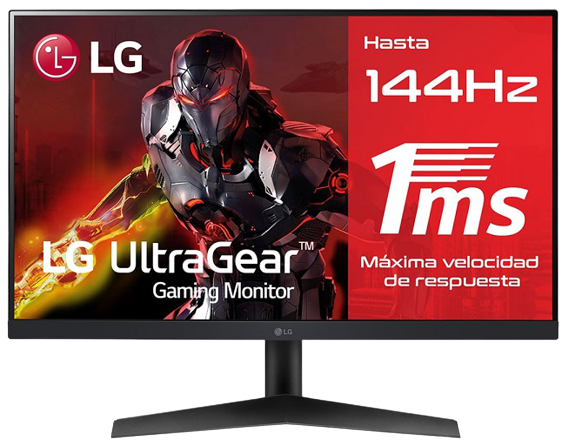 LG
LG UltraGear™
Gaming Monitor
Hasta
144Hz
1ms
Máxima velocidad
de respuesta
LG